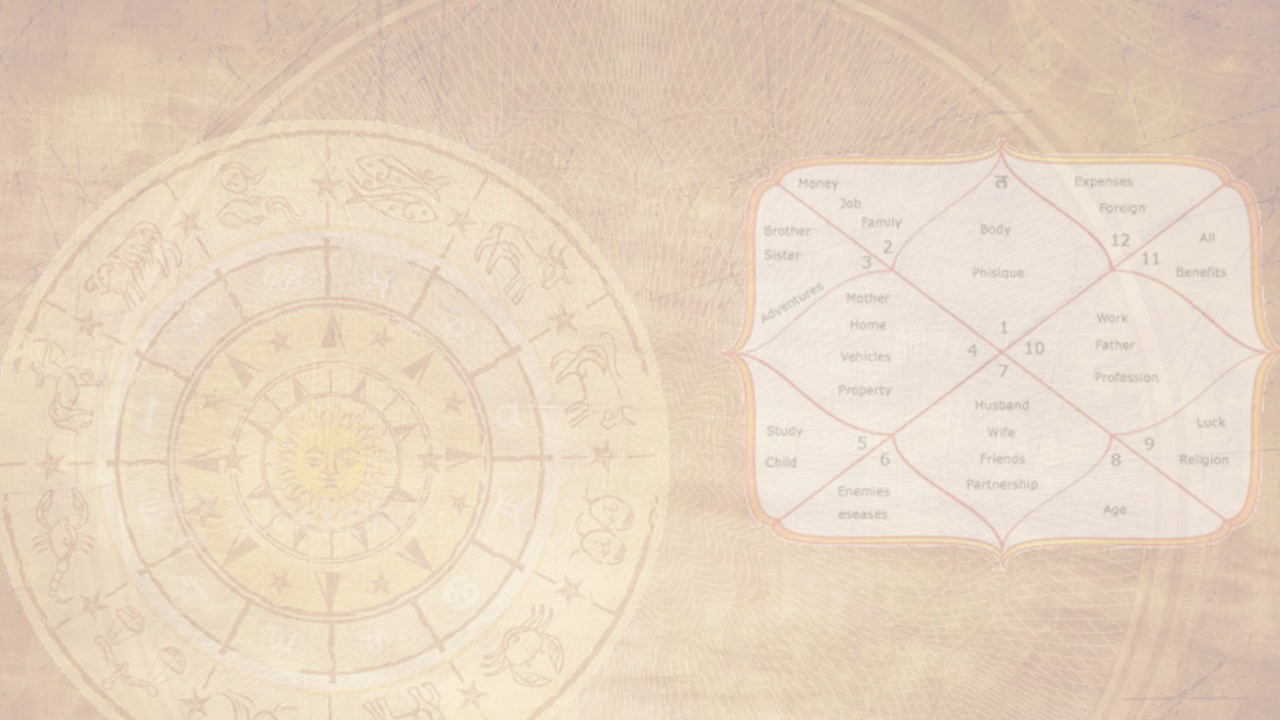 Money
Job
Family
Brother
Sister
2
3
Adventures
ल
Body
Phisique
1
Expenses
Foreign
12
11
All
Benefits
Mother
Home
Vehicles
Property
4
10
7
Work
Father
Profession
Husband
Wife
Friends
Partnership
Study
Child
5
6
Enemies
eseases
Luck
9
8
Religion
Age